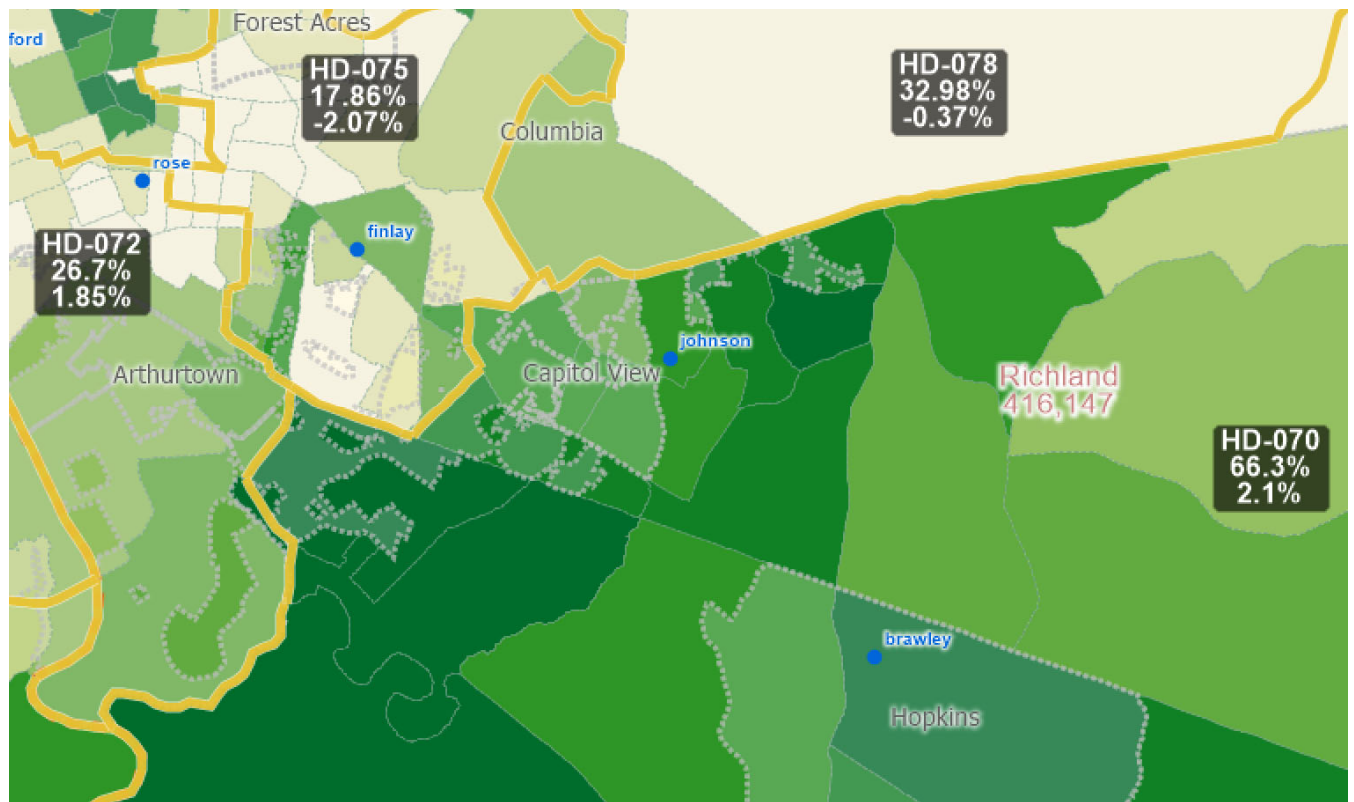 Forest Acres
ford
HD-075
17.86%
-2.07%
HD-078
32.98%
-0.37%
Columbia
rose
finlay
HD-072
26.7%
1.85%
johnson
Arthurtown
Capitol View
Richland
416,147
HD-070
66.3%
2.1%
brawley
Hopkins